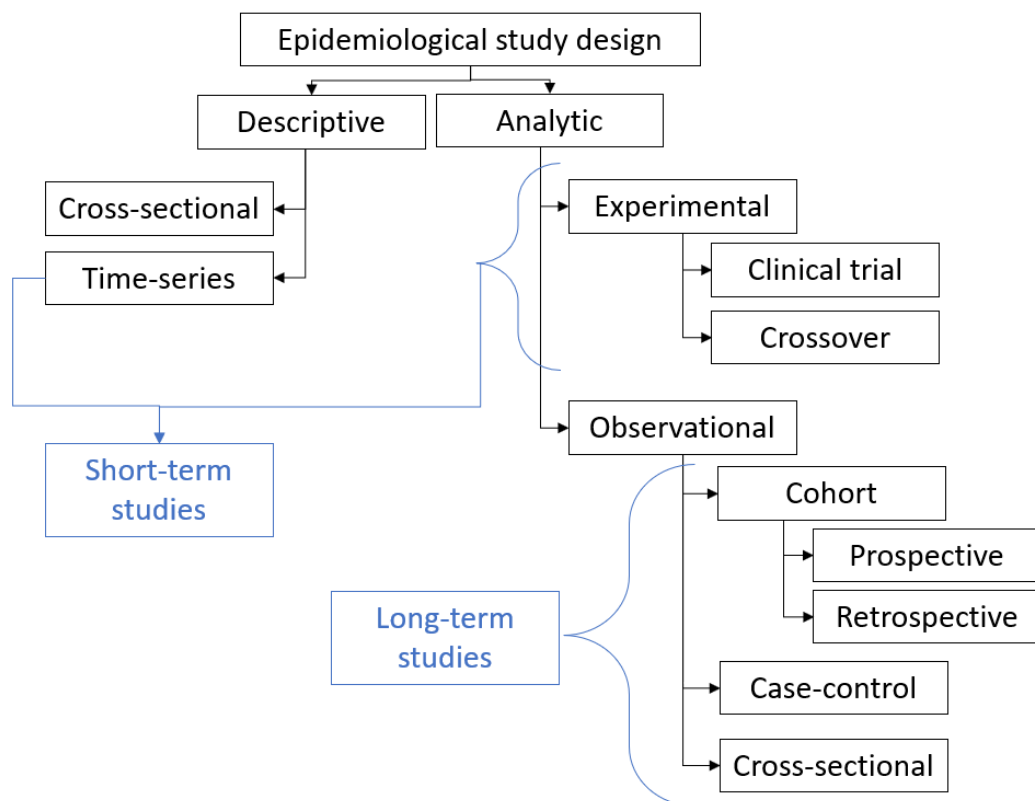 Epidemiological study design
Descriptive
Analytic
Cross-sectional
Experimental
Time-series
Clinical trial
Crossover
Observational
Short-term
studies
Cohort
Prospective
Long-term
studies
Retrospective
Case-control
Cross-sectional